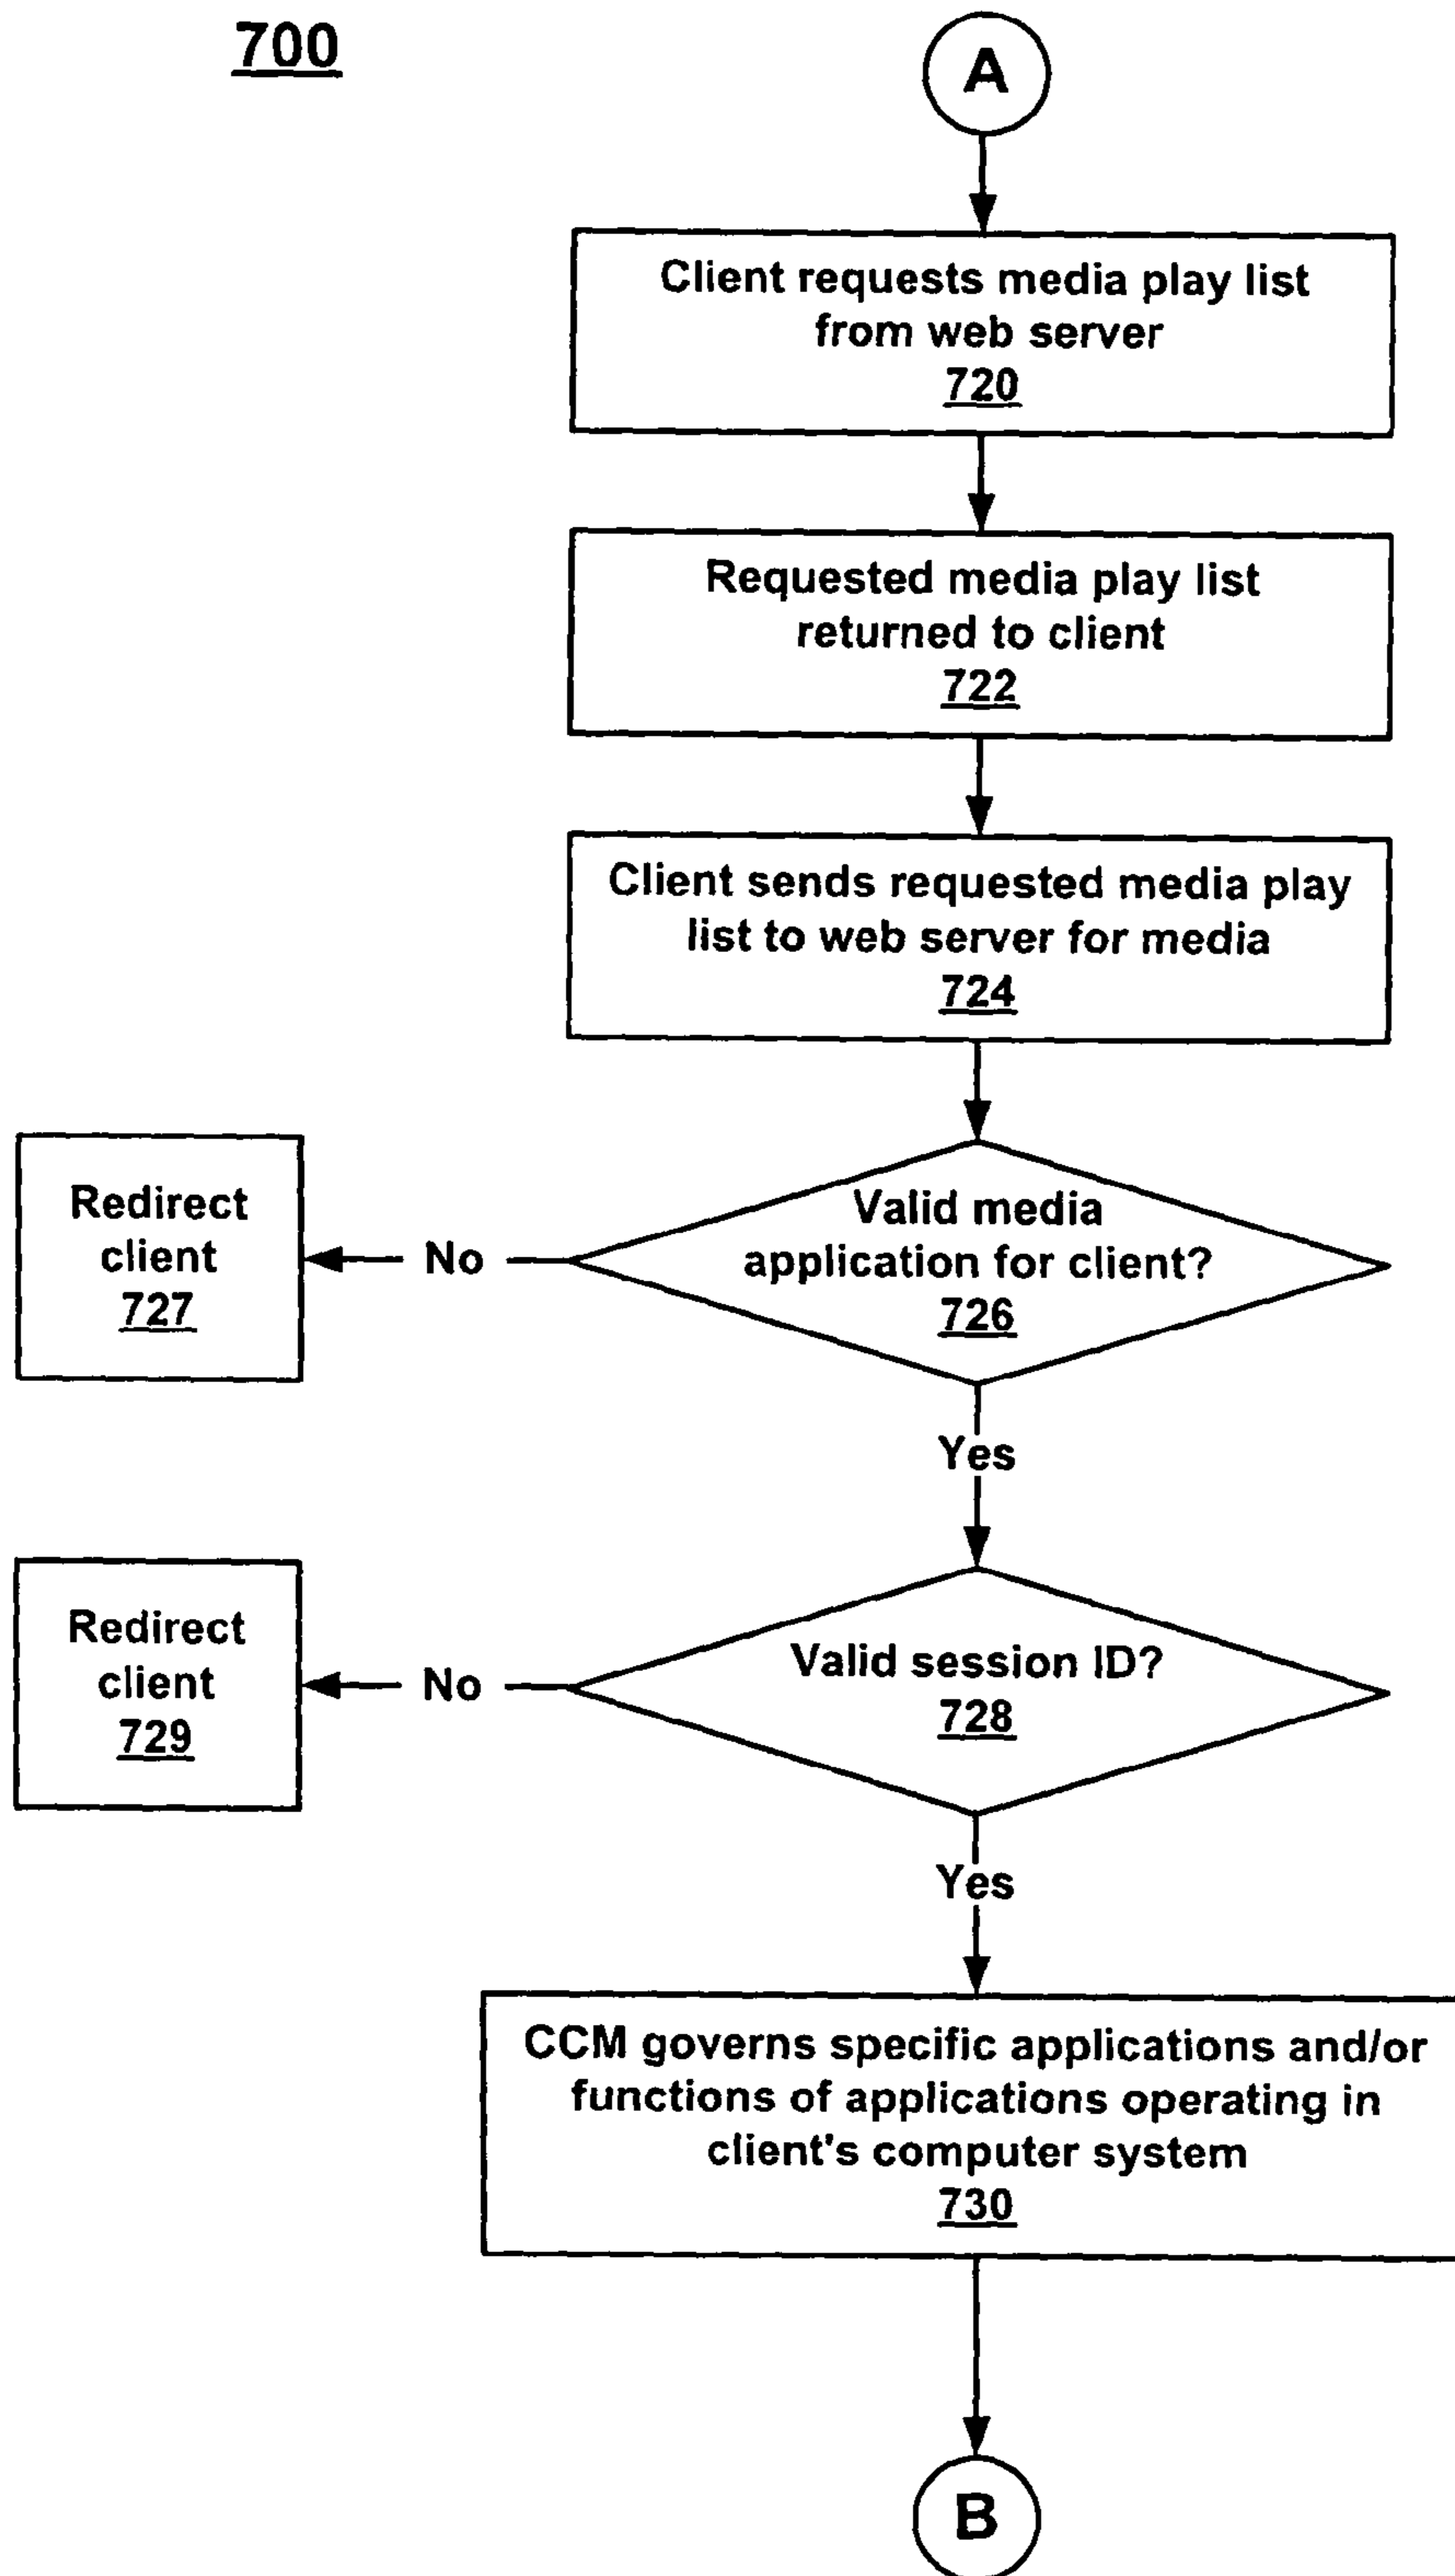 700
A
Client requests media play list
from web server
720
Requested media play list
returned to client
722
Client sends requested media play
list to web server for media
724
Valid media
application for client?
726
No
Redirect
client
727
Yes
Valid session ID?
728
No
Redirect
client
729
Yes
CCM governs specific applications and/or
functions of applications operating in
client's computer system
730
B